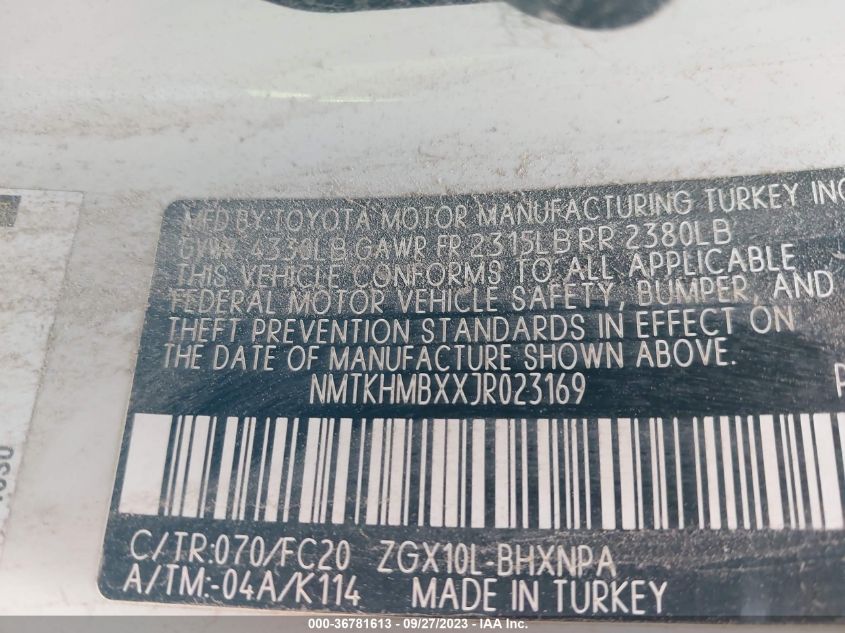 MFD BY TOYOTA MOTOR MANUFACTURING TURKEY INC
GVWR 4330LB GAWR FR 2315LB RR 2380LB
THIS VEHICLE CONFORMS TO ALL APPLICABLE
FEDERAL MOTOR VEHICLE SAFETY, BUMPER, AND
THEFT PREVENTION STANDARDS IN EFFECT ON
THE DATE OF MANUFACTURE SHOWN
NMTKHMBXXJR023169
C/TR:070/FC20 ZGX10L-BHXNPA
A/TM:-04A/K114 MADE IN TURKEY
000-36781613 - 09/27/2023 - IAA Inc.